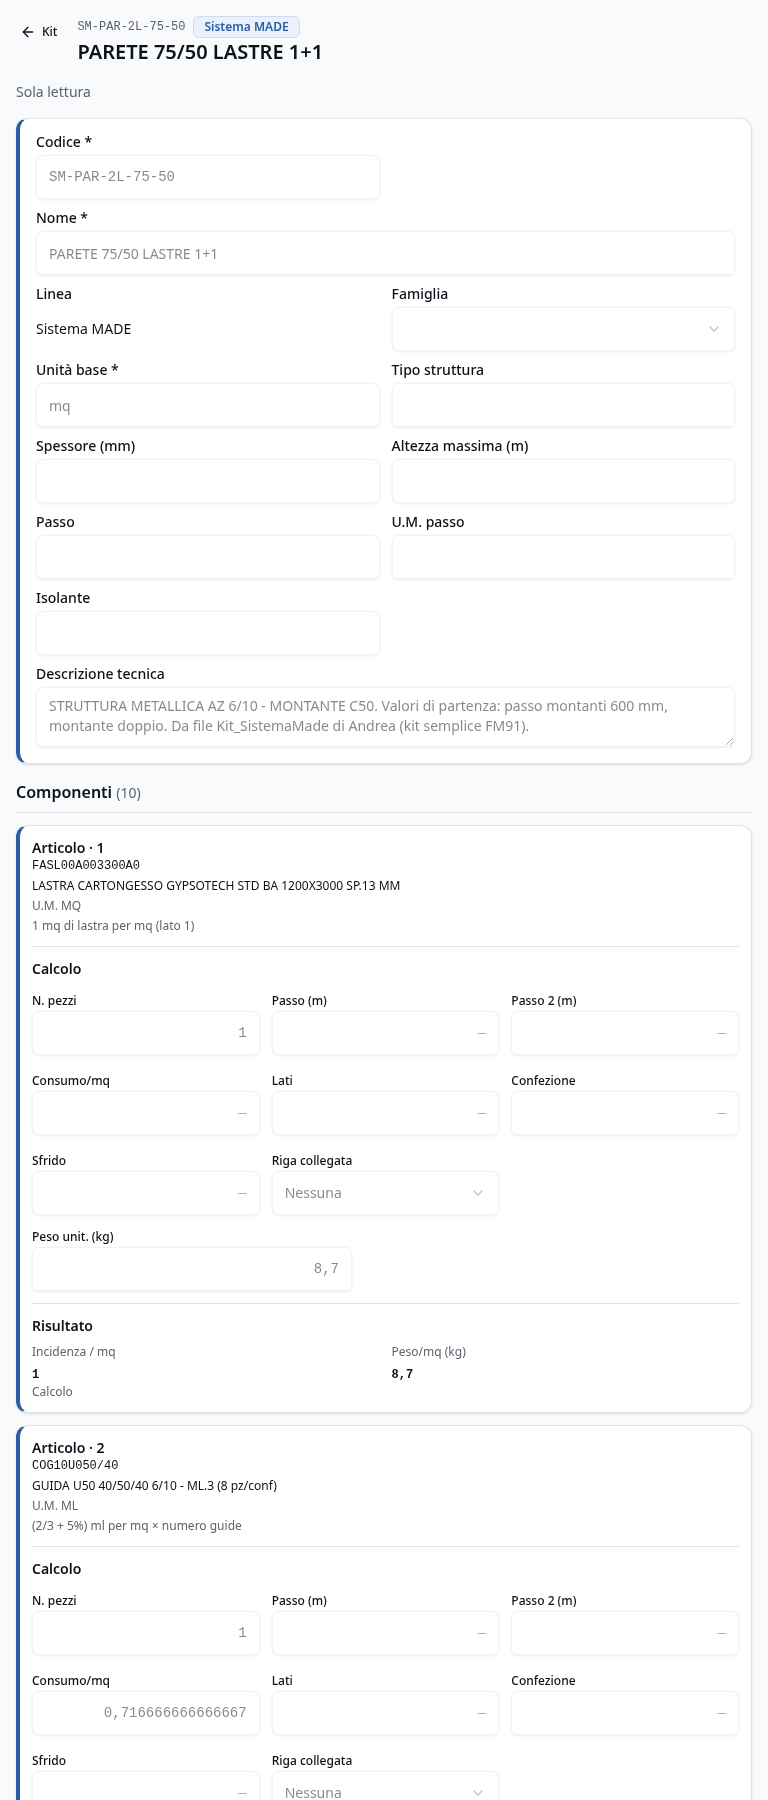 Kit
SM-PAR-2L-75-50 Sistema MADE
PARETE 75/50 LASTRE 1+1
Sola lettura
Codice *
SM-PAR-2L-75-50
Nome *
PARETE 75/50 LASTRE 1+1
Linea Famiglia
Sistema MADE
Unità base * Tipo struttura
mq
Spessore (mm) Altezza massima (m)
Passo U.M. passo
Isolante
Descrizione tecnica
STRUTTURA METALLICA AZ 6/10 - MONTANTE C50. Valori di partenza: passo montanti 600 mm,
montante doppio. Da file Kit_SistemaMade di Andrea (kit semplice FM91).
Componenti (10)
Articolo · 1
FASL00A003300A0
LASTRA CARTONGESSO GYPSOTECH STD BA 1200X3000 SP.13 MM
U.M. MQ
1 mq di lastra per mq (lato 1)
Calcolo
N. pezzi Passo (m) Passo 2 (m)
1 — —
Consumo/mq Lati Confezione
— — —
Sfrido Riga collegata
— Nessuna
Peso unit. (kg)
8,7
Risultato
Incidenza / mq Peso/mq (kg)
1 8,7
Calcolo
Articolo · 2
COG10U050/40
GUIDA U50 40/50/40 6/10 - ML.3 (8 pz/conf)
U.M. ML
(2/3 + 5%) ml per mq × numero guide
Calcolo
N. pezzi Passo (m) Passo 2 (m)
1 — —
Consumo/mq Lati Confezione
0,716666666666667 — —
Sfrido Riga collegata
— Nessuna